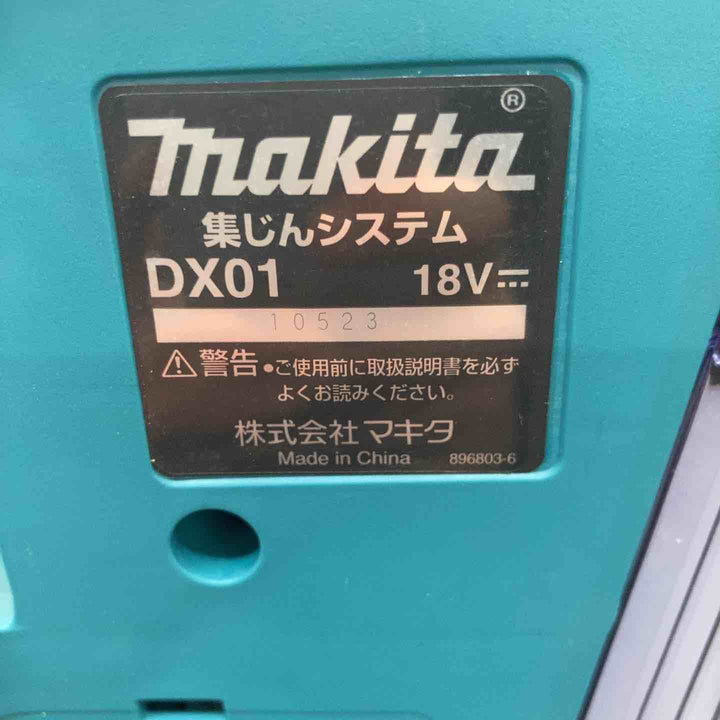 makita®
集じんシステム
DX01 18V⎓
10523
⚠警告 •ご使用前に取扱説明書を必ず
よくお読みください。
株式会社マキタ
Made in China 896803-6